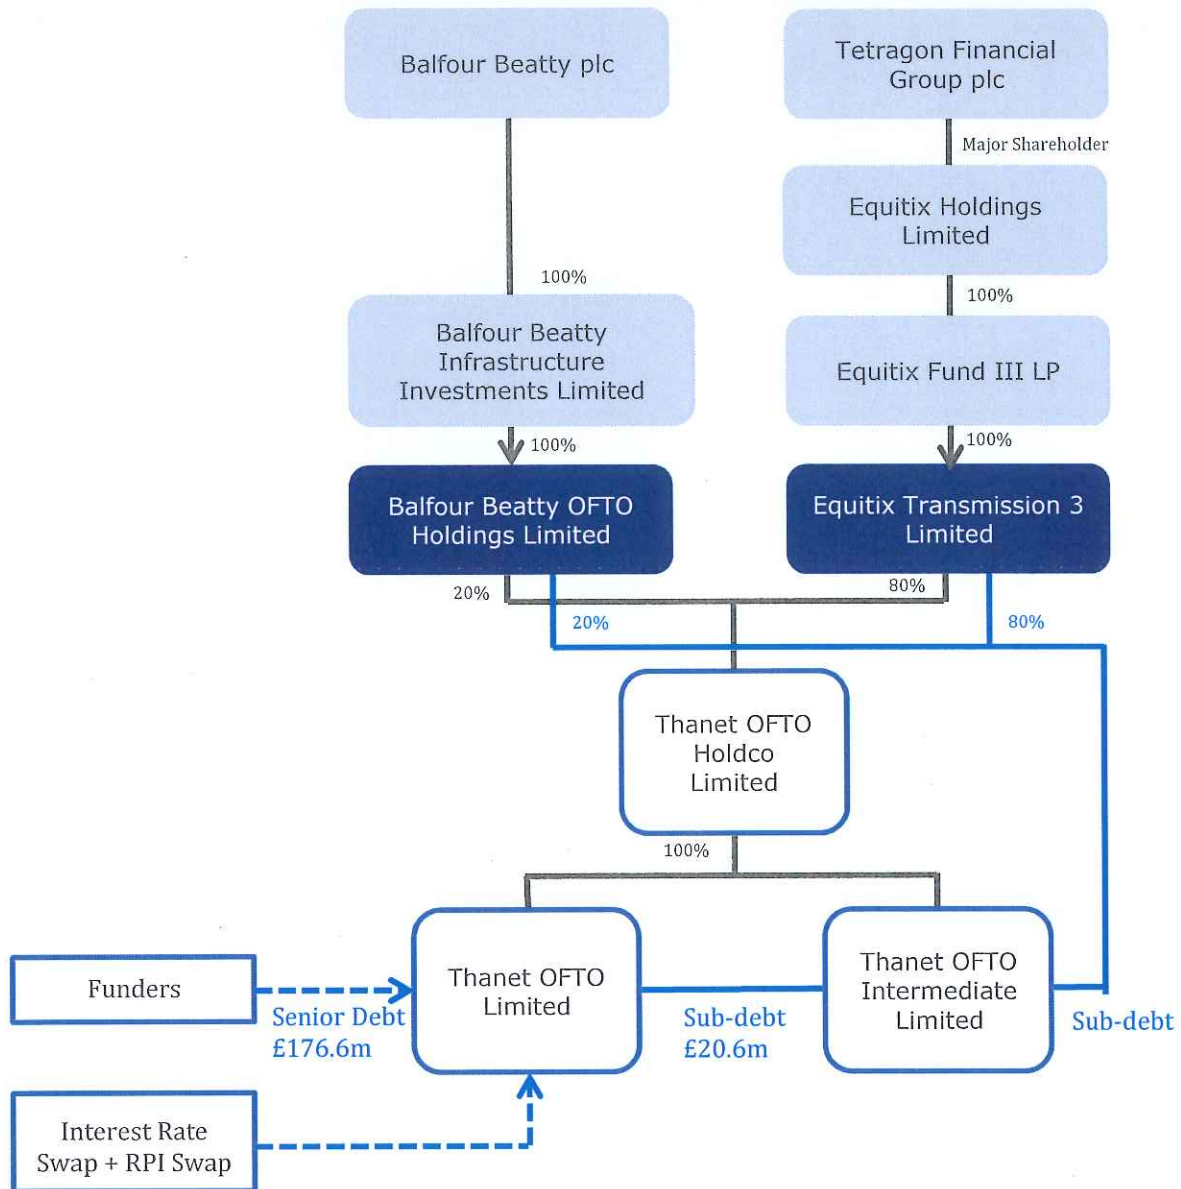 Balfour Beatty plc
Tetragon Financial
Group plc
Major Shareholder
Equitix Holdings
Limited
100%
100%
Balfour Beatty
Infrastructure
Investments Limited
Equitix Fund III LP
100%
100%
Balfour Beatty OFTO
Holdings Limited
Equitix Transmission 3
Limited
20%
80%
20%
80%
Thanet OFTO
Holdco
Limited
100%
Thanet OFTO
Limited
Thanet OFTO
Intermediate
Limited
Funders
Senior Debt
£176.6m
Sub-debt
£20.6m
Sub-debt
Interest Rate
Swap + RPI Swap